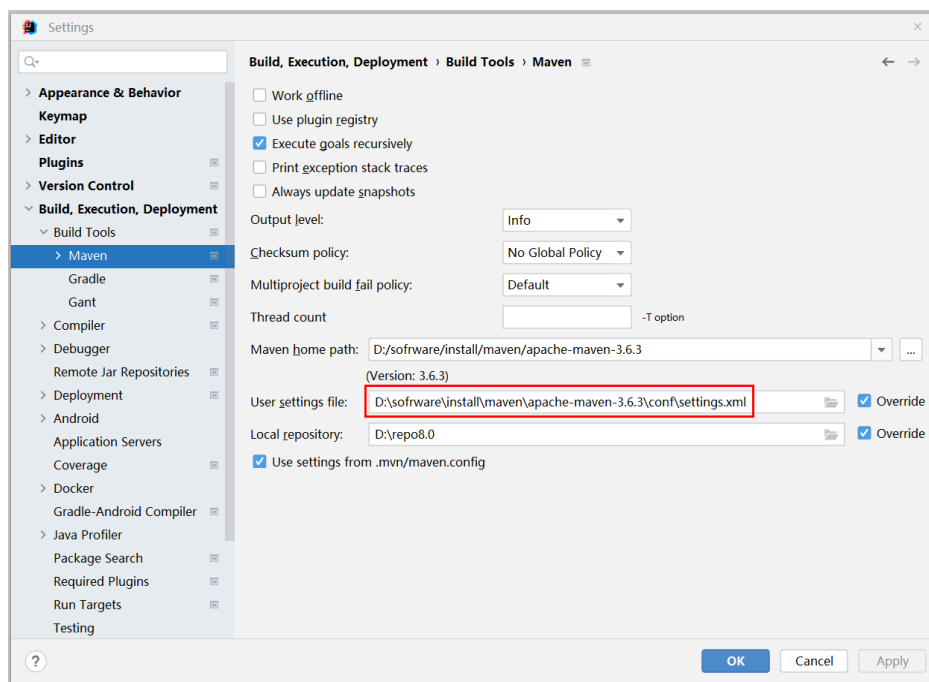 Settings
Build, Execution, Deployment › Build Tools › Maven
Appearance & Behavior
Keymap
Editor
Plugins
Version Control
Build, Execution, Deployment
Build Tools
Maven
Gradle
Gant
Compiler
Debugger
Remote Jar Repositories
Deployment
Android
Application Servers
Coverage
Docker
Gradle-Android Compiler
Java Profiler
Package Search
Required Plugins
Run Targets
Testing
Work offline
Use plugin registry
Execute goals recursively
Print exception stack traces
Always update snapshots
Output level: Info
Checksum policy: No Global Policy
Multiproject build fail policy: Default
Thread count -T option
Maven home path: D:/sofrware/install/maven/apache-maven-3.6.3 ...
(Version: 3.6.3)
User settings file: D:\sofrware\install\maven\apache-maven-3.6.3\conf\settings.xml Override
Local repository: D:\repo8.0 Override
Use settings from .mvn/maven.config
? OK Cancel Apply